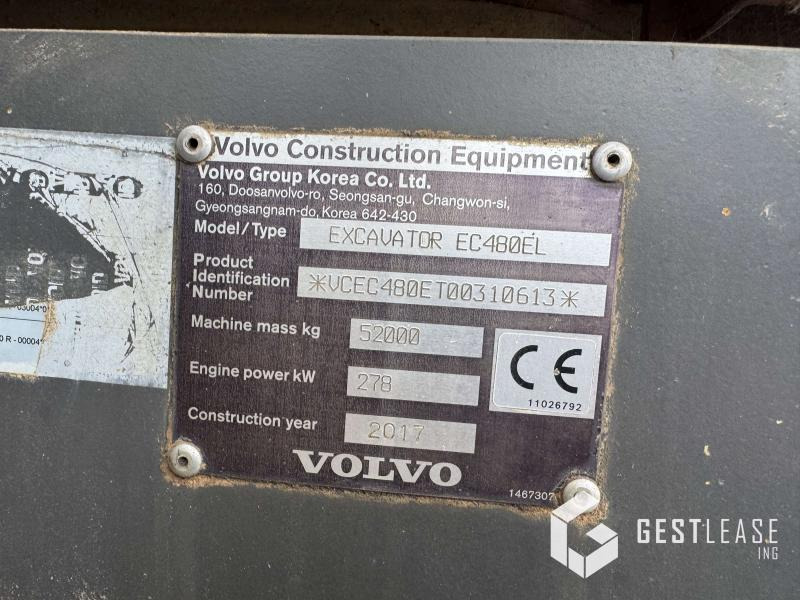 Volvo Construction Equipment
Volvo Group Korea Co. Ltd.
160, Doosanvolvo-ro, Seongsan-gu, Changwon-si,
Gyeongsangnam-do, Korea 642-430
Model/Type EXCAVATOR EC480EL
Product
Identification
Number *VCEC480ET00310613*
Machine mass kg 52000
Engine power kW 278
Construction year 2017
CE
11026792
VOLVO
1467307
VOLVO
GESTLEASE
ING